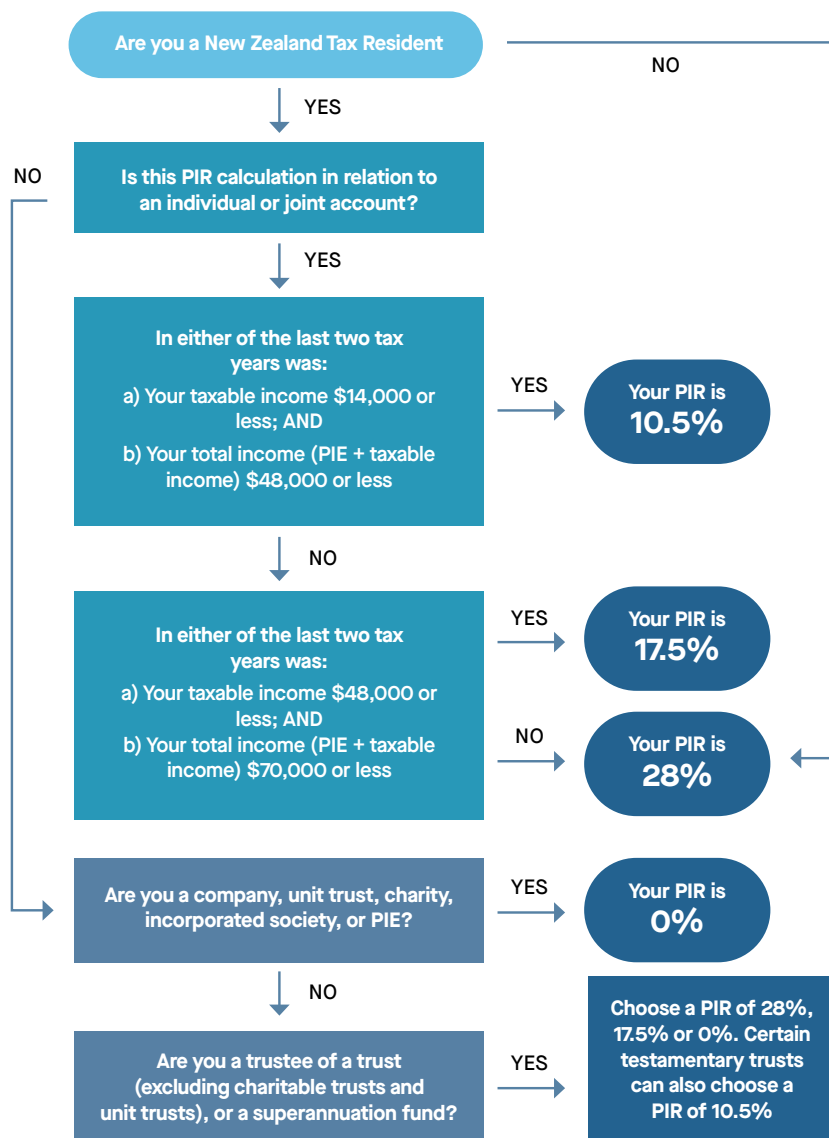 Are you a New Zealand Tax Resident
NO
YES
NO
Is this PIR calculation in relation to
an individual or joint account?
YES
In either of the last two tax
years was:
a) Your taxable income $14,000 or
less; AND
b) Your total income (PIE + taxable
income) $48,000 or less
YES
Your PIR is
10.5%
NO
In either of the last two tax
years was:
a) Your taxable income $48,000 or
less; AND
b) Your total income (PIE + taxable
income) $70,000 or less
YES
Your PIR is
17.5%
NO
Your PIR is
28%
Are you a company, unit trust, charity,
incorporated society, or PIE?
YES
Your PIR is
0%
NO
Are you a trustee of a trust
(excluding charitable trusts and
unit trusts), or a superannuation fund?
YES
Choose a PIR of 28%,
17.5% or 0%. Certain
testamentary trusts
can also choose a
PIR of 10.5%